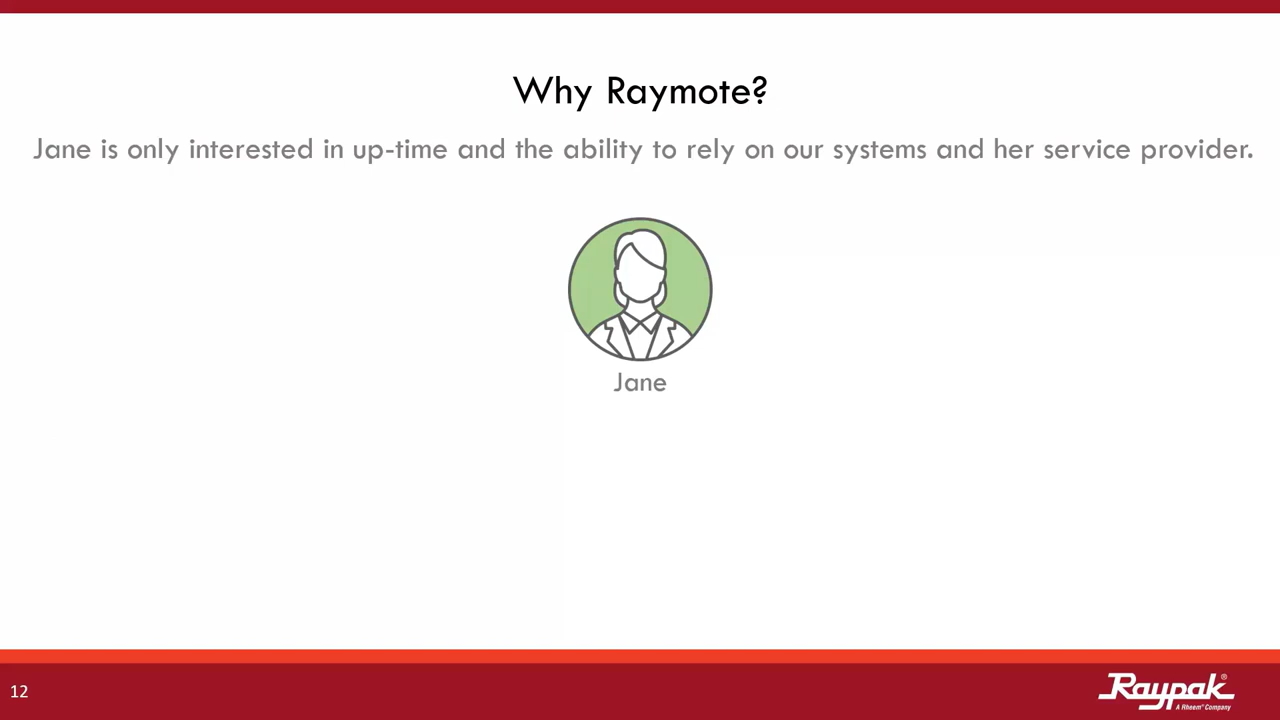 Why Raymote?
Jane is only interested in up-time and the ability to rely on our systems and her service provider.
Jane
12
Raypak®
A Rheem® Company